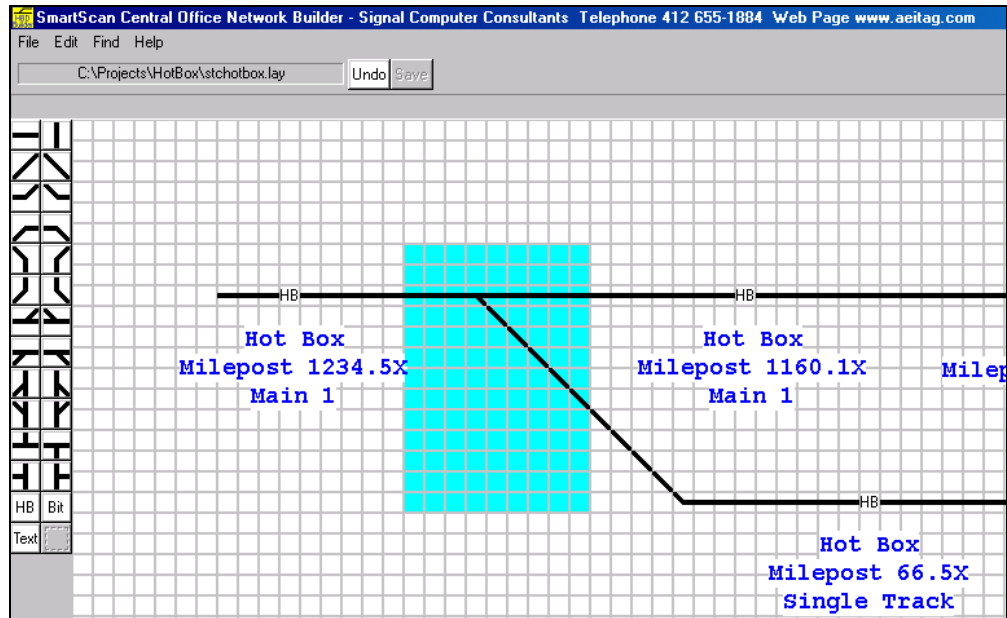 SmartScan Central Office Network Builder - Signal Computer Consultants Telephone 412 655-1884 Web Page www.aeitag.com
File Edit Find Help
C:\Projects\HotBox\stchotbox.lay Undo Save
HB HB
Hot Box
Milepost 1234.5X
Main 1
Hot Box
Milepost 1160.1X
Main 1
Milep
HB
Hot Box
Milepost 66.5X
Single Track
HB Bit
Text